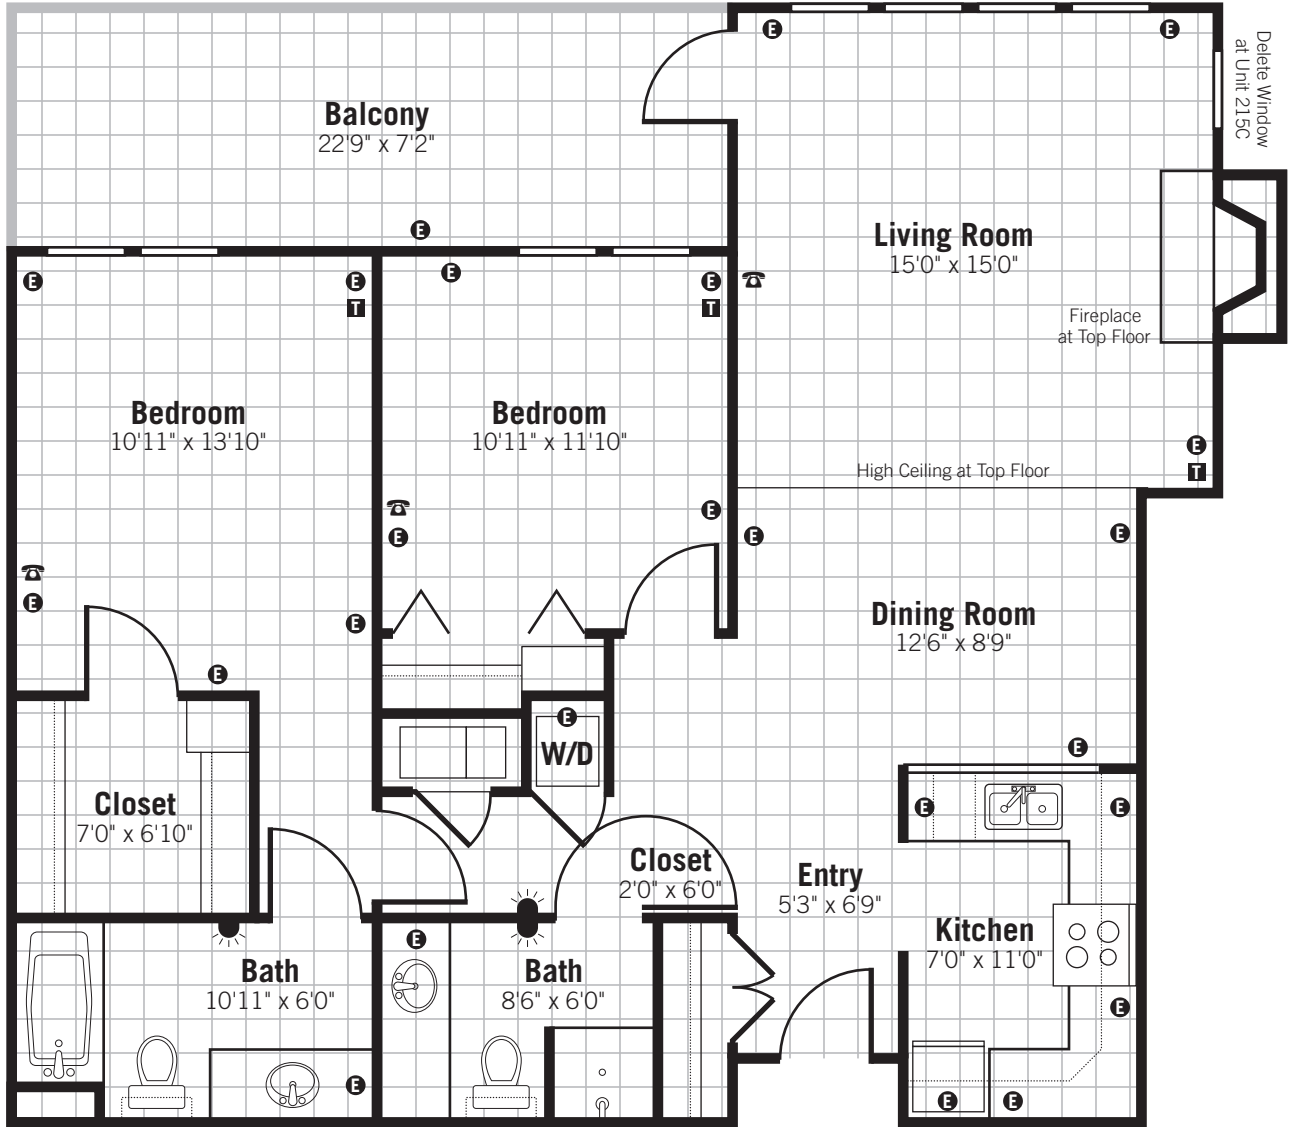 Balcony
22'9" x 7'2"
E
E
Delete Window
at Unit 215C
E
Living Room
15'0" x 15'0"
E
E
T
E
E
T
Fireplace
at Top Floor
Bedroom
10'11" x 13'10"
Bedroom
10'11" x 11'10"
E
T
High Ceiling at Top Floor
E
E
E
E
E
E
E
Dining Room
12'6" x 8'9"
E
W/D
E
E
E
Closet
7'0" x 6'10"
Closet
2'0" x 6'0"
Entry
5'3" x 6'9"
Kitchen
7'0" x 11'0"
E
Bath
10'11" x 6'0"
Bath
8'6" x 6'0"
E
E
E
E
E